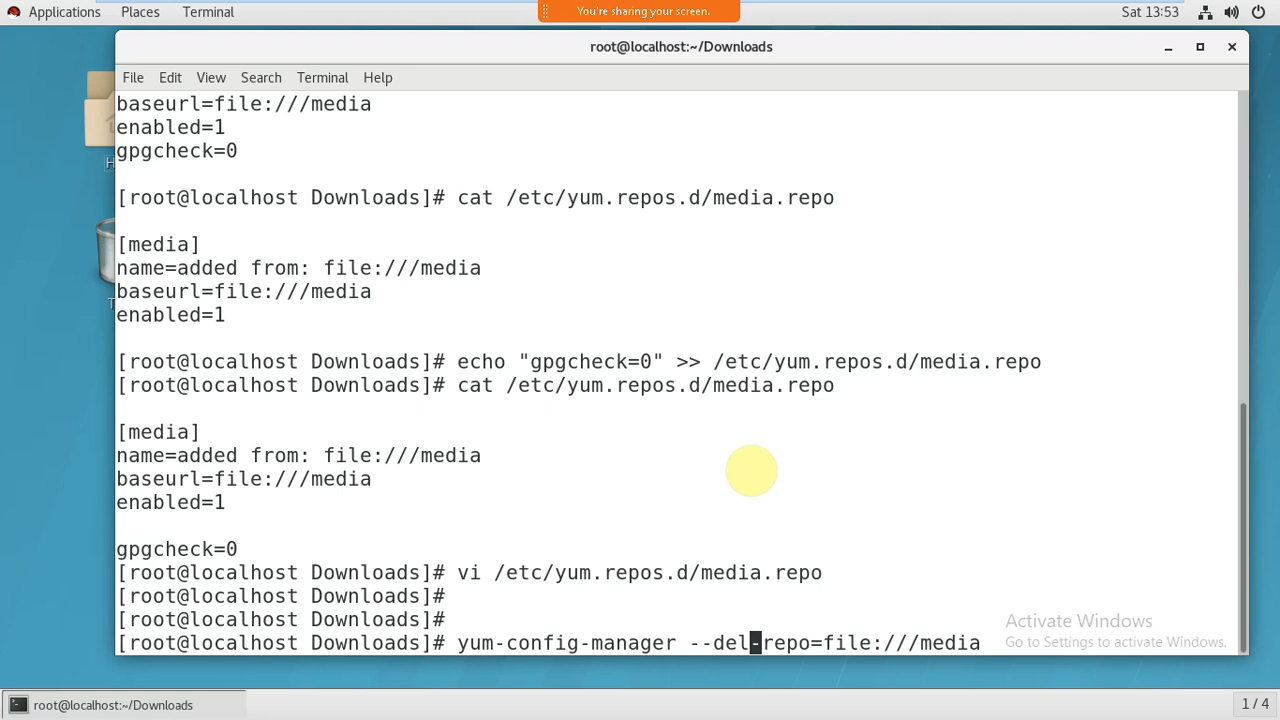 Applications Places Terminal
You're sharing your screen.
Sat 13:53
root@localhost:~/Downloads
File Edit View Search Terminal Help
baseurl=file:///media
enabled=1
gpgcheck=0
[root@localhost Downloads]# cat /etc/yum.repos.d/media.repo
[media]
name=added from: file:///media
baseurl=file:///media
enabled=1
[root@localhost Downloads]# echo "gpgcheck=0" >> /etc/yum.repos.d/media.repo
[root@localhost Downloads]# cat /etc/yum.repos.d/media.repo
[media]
name=added from: file:///media
baseurl=file:///media
enabled=1
gpgcheck=0
[root@localhost Downloads]# vi /etc/yum.repos.d/media.repo
[root@localhost Downloads]#
[root@localhost Downloads]#
[root@localhost Downloads]# yum-config-manager --del-repo=file:///media
Activate Windows
Go to Settings to activate Windows.
root@localhost:~/Downloads
1 / 4